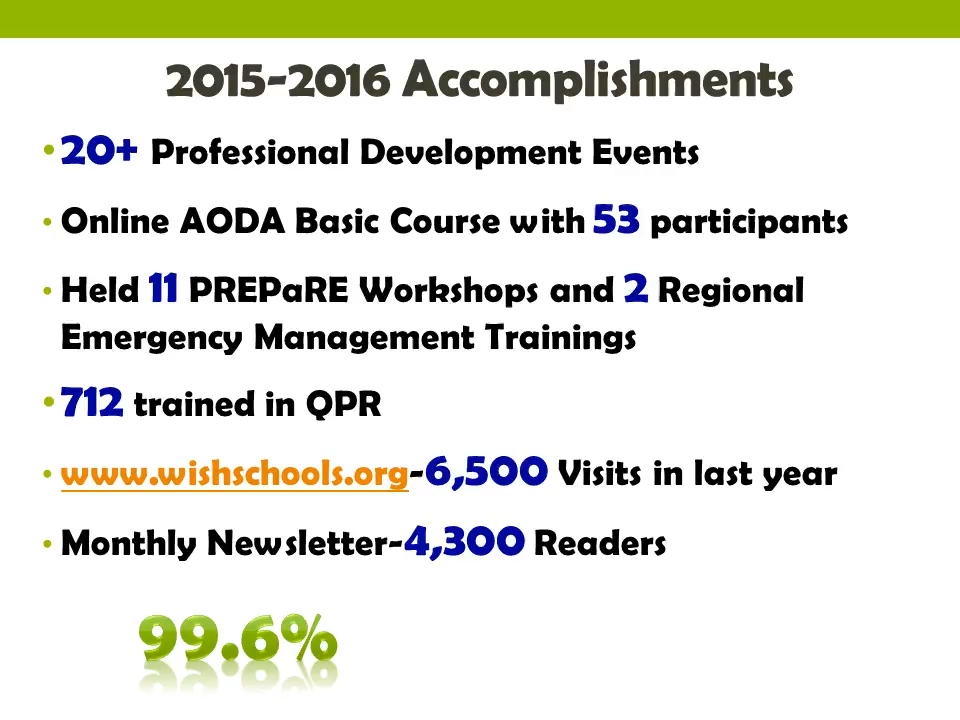 2015-2016 Accomplishments
•20+ Professional Development Events
• Online AODA Basic Course with 53 participants
• Held 11 PREPaRE Workshops and 2 Regional
Emergency Management Trainings
•712 trained in QPR
• www.wishschools.org-6,500 Visits in last year
• Monthly Newsletter-4,300 Readers
99.6%